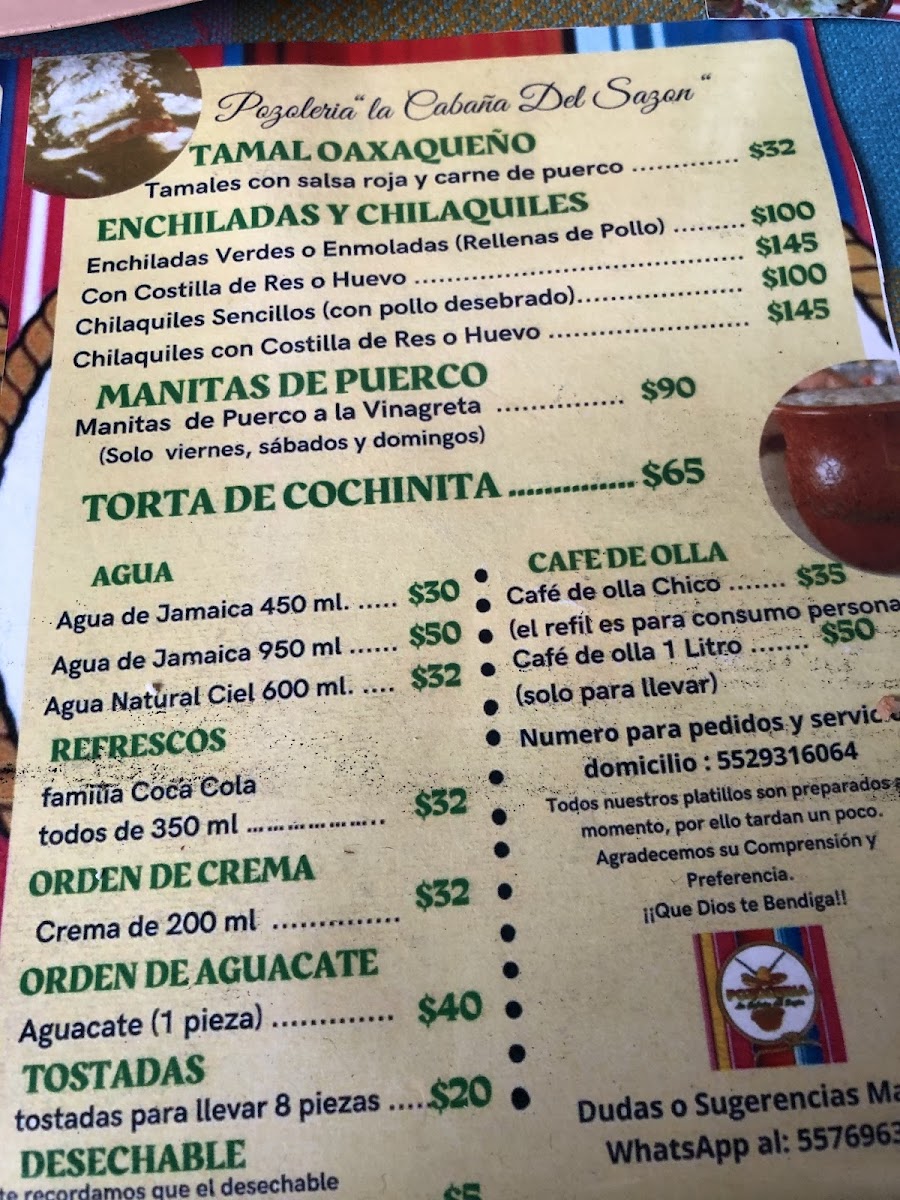 Pozoleria "la Cabaña Del Sazon"
TAMAL OAXAQUEÑO
Tamales con salsa roja y carne de puerco ............. $32
ENCHILADAS Y CHILAQUILES
Enchiladas Verdes o Enmoladas (Rellenas de Pollo) ......... $100
Con Costilla de Res o Huevo ........................................ $145
Chilaquiles Sencillos (con pollo desebrado)..................... $100
Chilaquiles con Costilla de Res o Huevo ......................... $145
MANITAS DE PUERCO
Manitas de Puerco a la Vinagreta ............... $90
(Solo viernes, sábados y domingos)
TORTA DE COCHINITA .............. $65
AGUA
Agua de Jamaica 450 ml. ..... $30
Agua de Jamaica 950 ml ...... $50
Agua Natural Ciel 600 ml. .... $32
REFRESCOS
familia Coca Cola
todos de 350 ml .................... $32
ORDEN DE CREMA
Crema de 200 ml .............. $32
ORDEN DE AGUACATE
Aguacate (1 pieza) ............. $40
TOSTADAS
tostadas para llevar 8 piezas .....$20
DESECHABLE
te recordamos que el desechable
$5
CAFE DE OLLA
Café de olla Chico ....... $35
(el refil es para consumo persona
Café de olla 1 Litro ....... $50
(solo para llevar)
Numero para pedidos y servic
domicilio : 5529316064
Todos nuestros platillos son preparados
momento, por ello tardan un poco.
Agradecemos su Comprensión y
Preferencia.
¡¡Que Dios te Bendiga!!
Dudas o Sugerencias Ma
WhatsApp al: 5576963